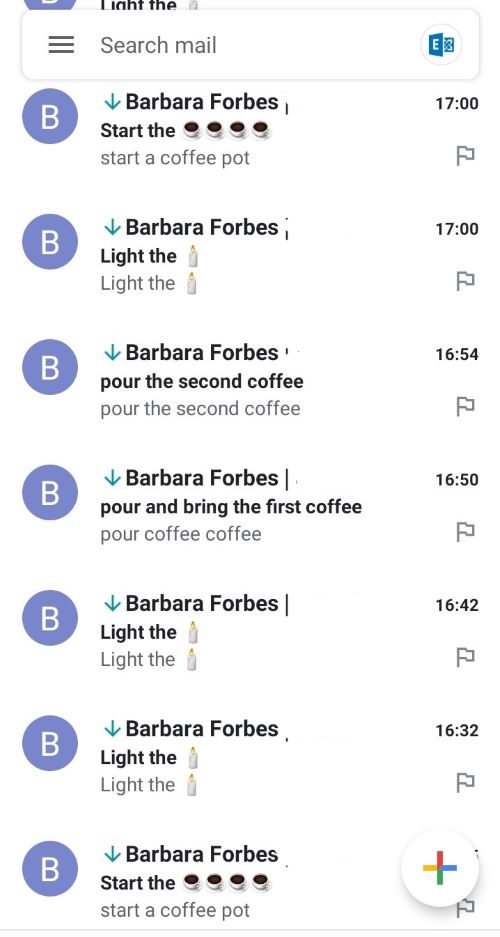 Light the 🕯️
Search mail
B
Barbara Forbes
17:00
Start the ☕☕☕☕
start a coffee pot
B
Barbara Forbes
17:00
Light the 🕯️
Light the 🕯️
B
Barbara Forbes
16:54
pour the second coffee
pour the second coffee
B
Barbara Forbes |
16:50
pour and bring the first coffee
pour coffee coffee
B
Barbara Forbes |
16:42
Light the 🕯️
Light the 🕯️
B
Barbara Forbes
16:32
Light the 🕯️
Light the 🕯️
B
Barbara Forbes
Start the ☕☕☕☕
start a coffee pot